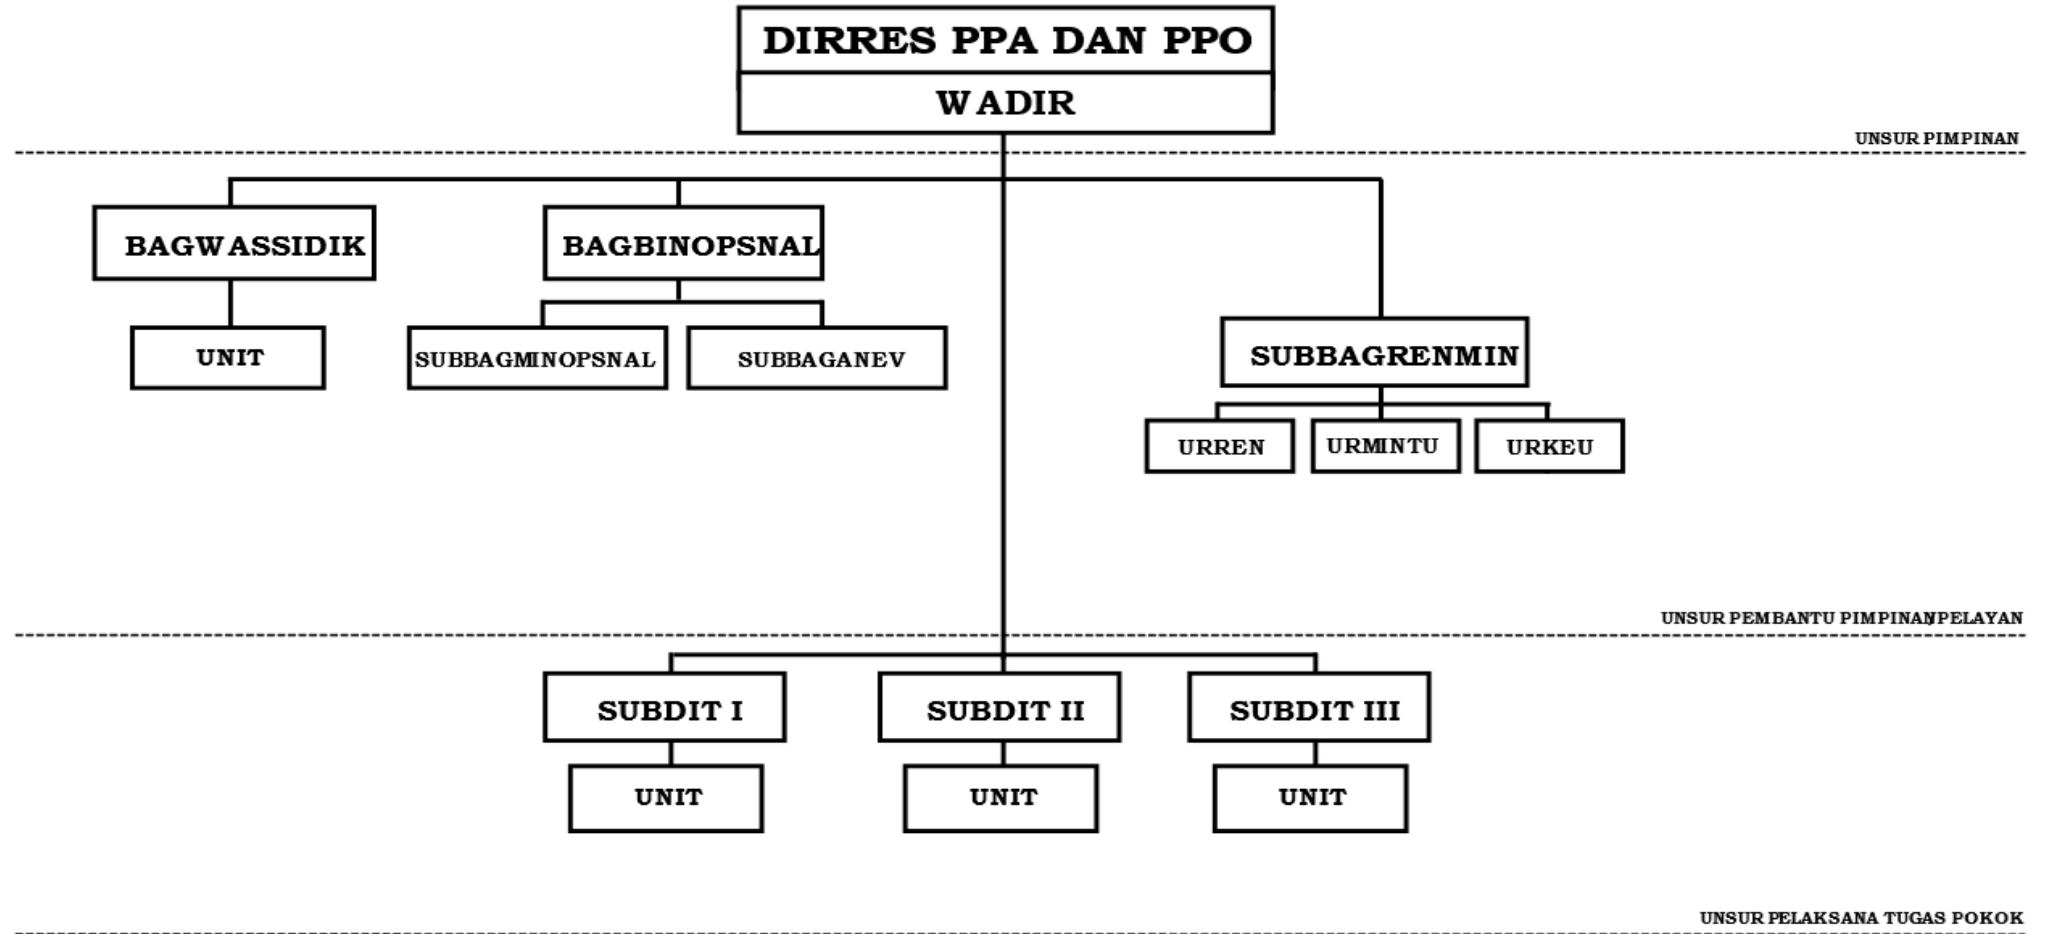 DIRRES PPA DAN PPO
WADIR
UNSUR PIMPINAN
BAGWASSIDIK
BAGBINOPSNAL
UNIT
SUBBAGMINOPSNAL
SUBBAGANEV
SUBBAGRENMIN
URREN
URMINTU
URKEU
UNSUR PEMBANTU PIMPINAN/PELAYAN
SUBDIT I
SUBDIT II
SUBDIT III
UNIT
UNIT
UNIT
UNSUR PELAKSANA TUGAS POKOK